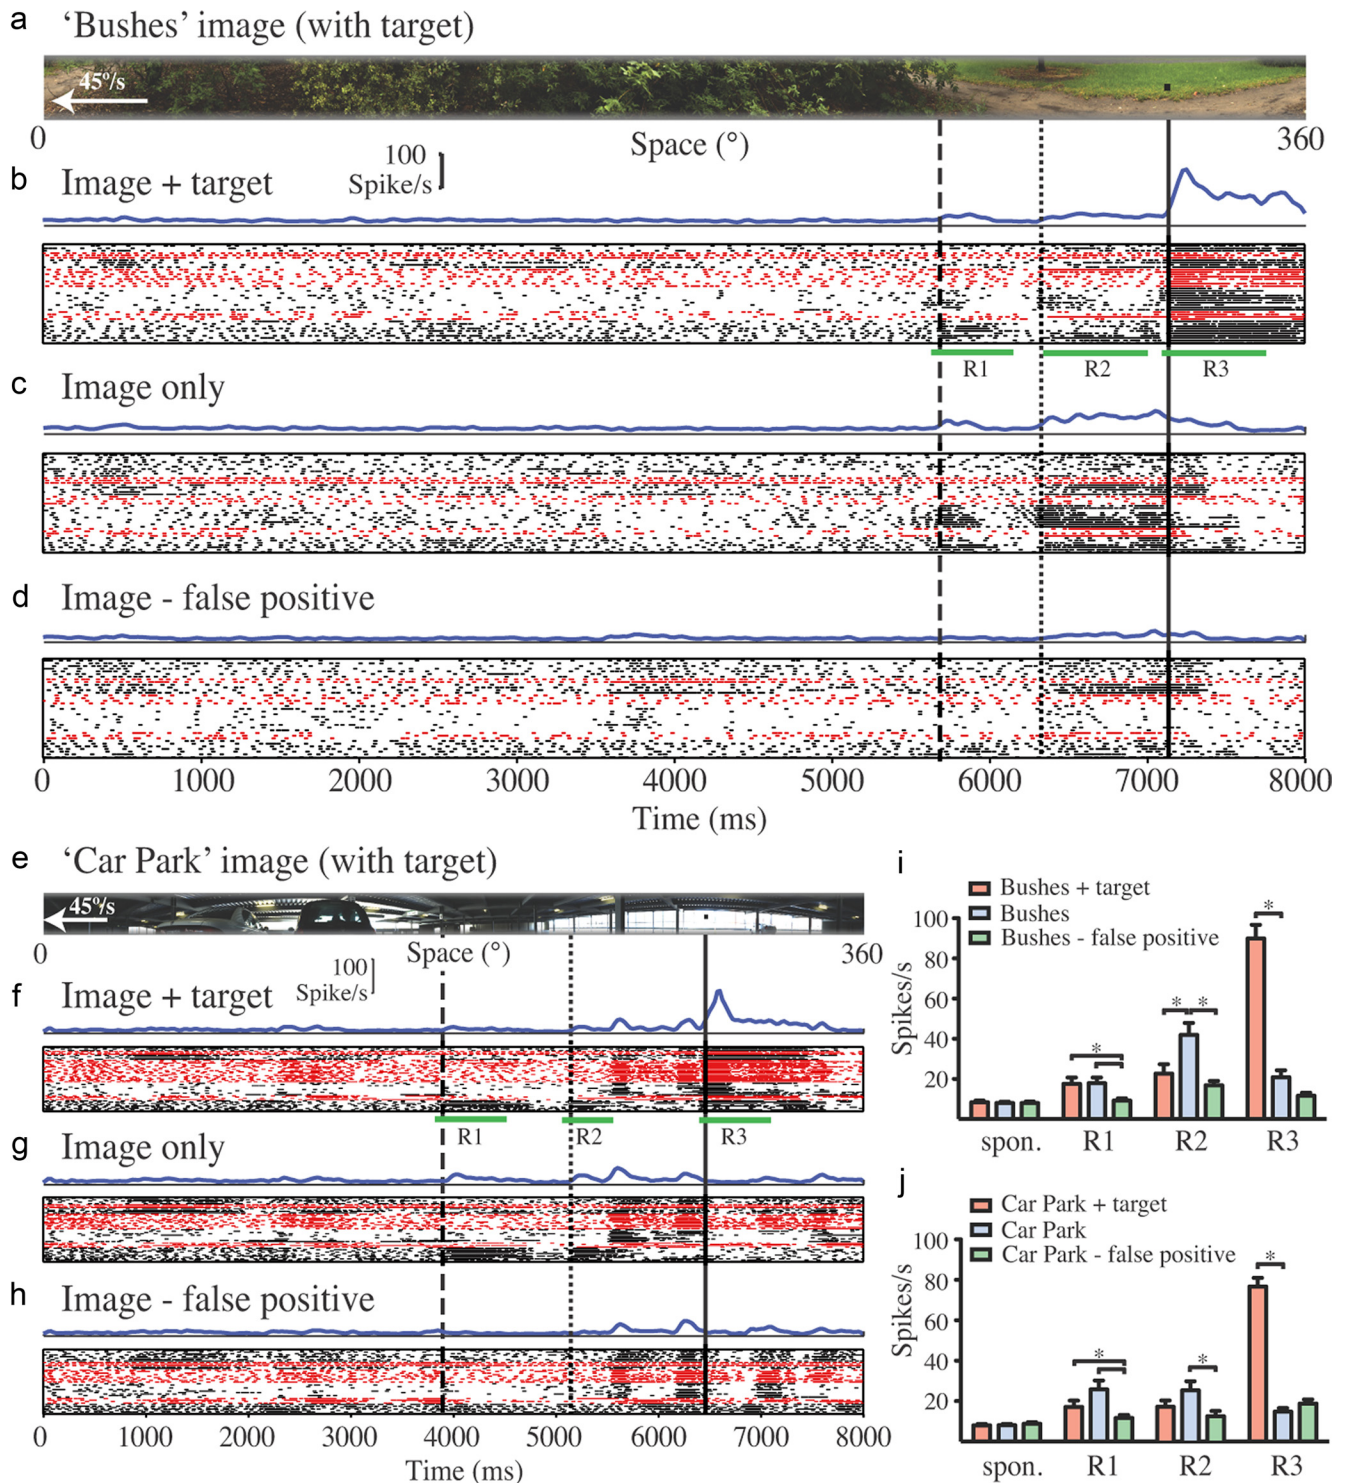 a
'Bushes' image (with target)
45º/s
0
Space (°)
360
100
Spike/s
b
Image + target
R1
R2
R3
c
Image only
d
Image - false positive
0
1000
2000
3000
4000
5000
6000
7000
8000
Time (ms)
e
'Car Park' image (with target)
45º/s
0
Space (°)
360
100
Spike/s
f
Image + target
R1
R2
R3
g
Image only
h
Image - false positive
0
1000
2000
3000
4000
5000
6000
7000
8000
Time (ms)
i
Bushes + target
Bushes
Bushes - false positive
100
80
60
40
20
Spikes/s
*
* *
*
spon.
R1
R2
R3
j
Car Park + target
Car Park
Car Park - false positive
100
80
60
40
20
Spikes/s
*
*
*
spon.
R1
R2
R3